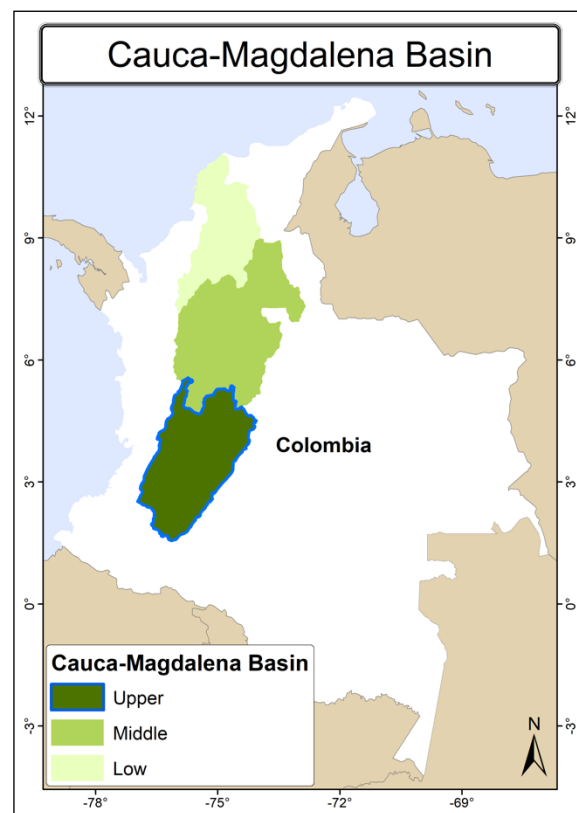 Cauca-Magdalena Basin
12°
9°
6°
3°
0°
-3°
Colombia
Cauca-Magdalena Basin
Upper
Middle
Low
N
-78°
-75°
-72°
-69°